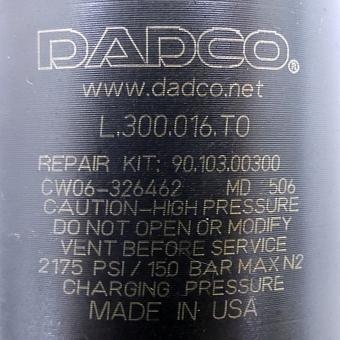 DADCO®
www.dadco.net
L.300.016.TO
REPAIR KIT: 90.103.00300
CW06-326462 MD 506
CAUTION-HIGH PRESSURE
DO NOT OPEN OR MODIFY
VENT BEFORE SERVICE
2175 PSI / 150 BAR MAX N2
CHARGING PRESSURE
MADE IN USA